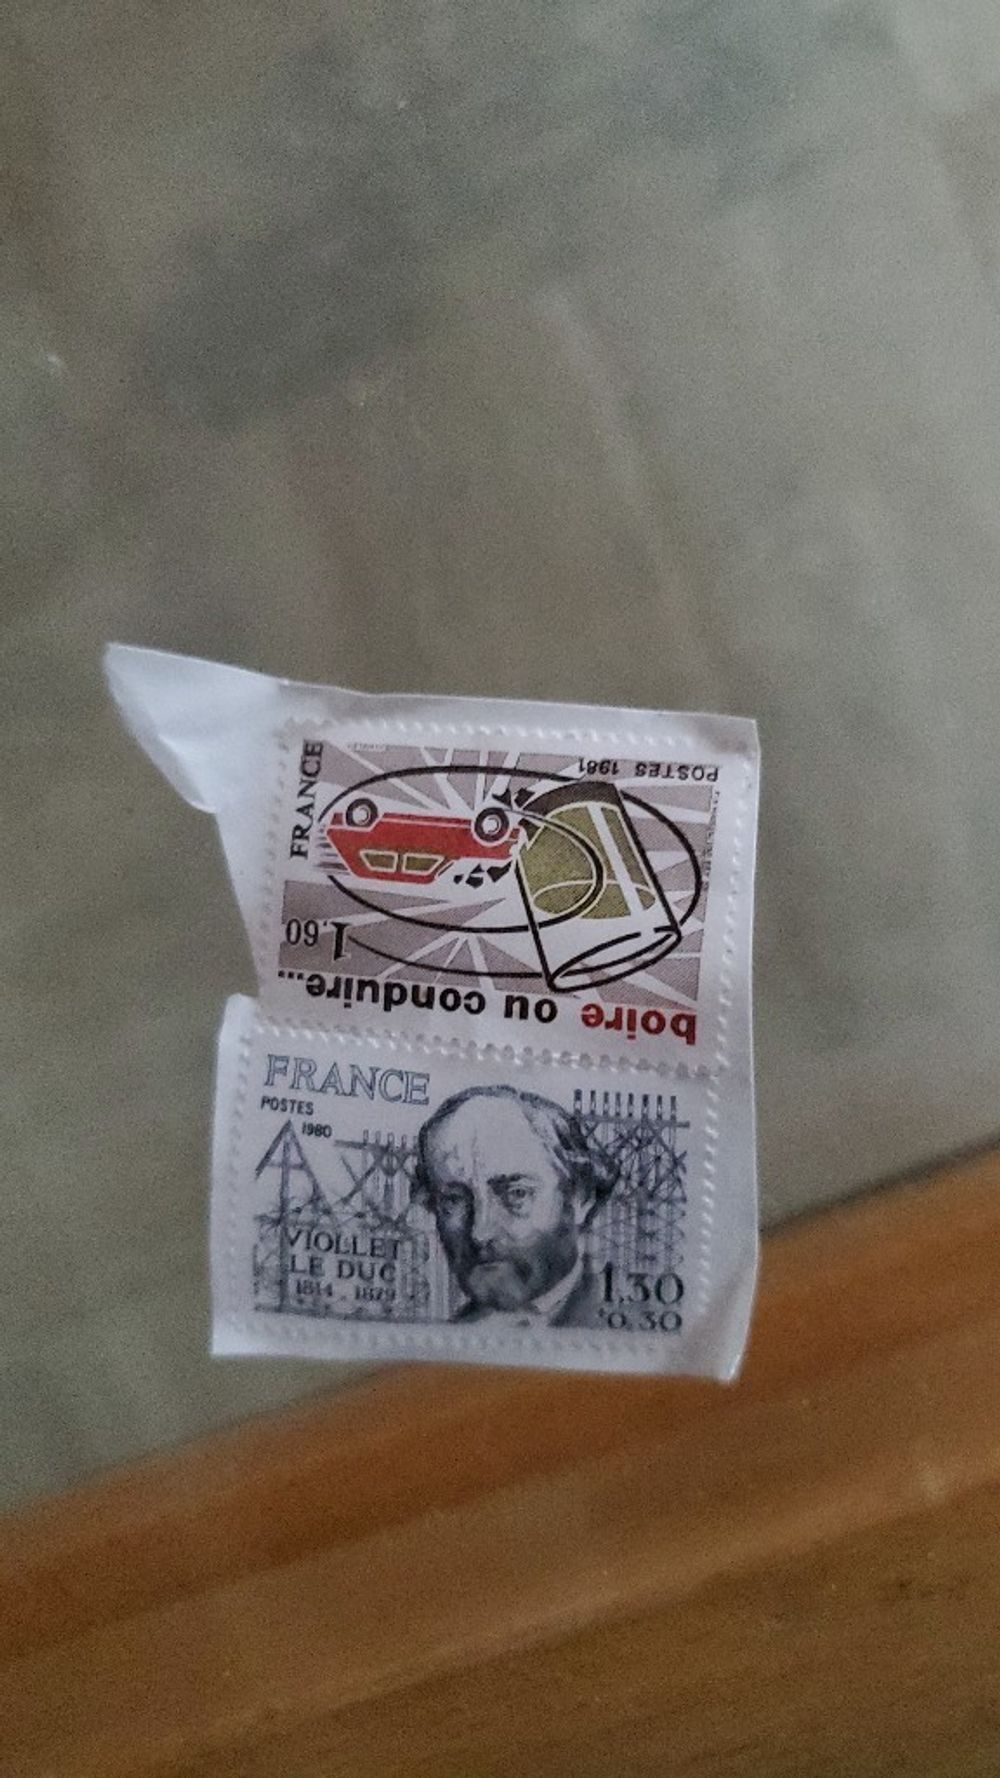 boire ou conduire...
1.60
FRANCE
POSTES 1981
FRANCE
POSTES
1980
VIOLLET
LE DUC
1814 . 1879
1,30
+0,30